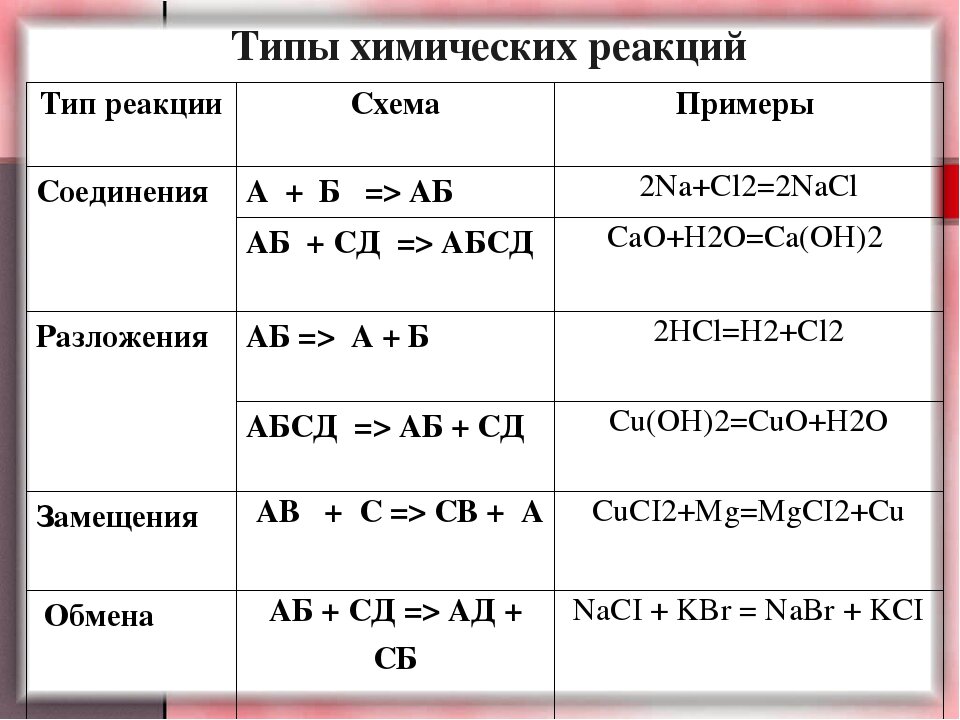 Типы химических реакций
Тип реакции Схема Примеры
Соединения А + Б => АБ 2Na+Cl2=2NaCl
АБ + СД => АБСД CaO+H2O=Ca(OH)2
Разложения АБ => А + Б 2HCl=H2+Cl2
АБСД => АБ + СД Cu(OH)2=CuO+H2O
Замещения АВ + С => СВ + А CuCI2+Mg=MgCI2+Cu
Обмена АБ + СД => АД + NaCI + KBr = NaBr + KCI
СБ